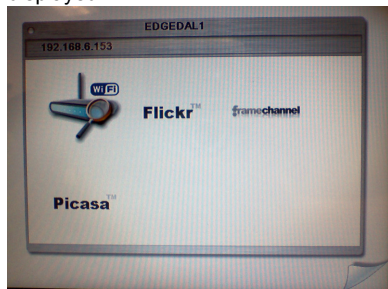 EDGEDAL1
192.168.6.153
WiFi
Flickr™
framechannel
Picasa™